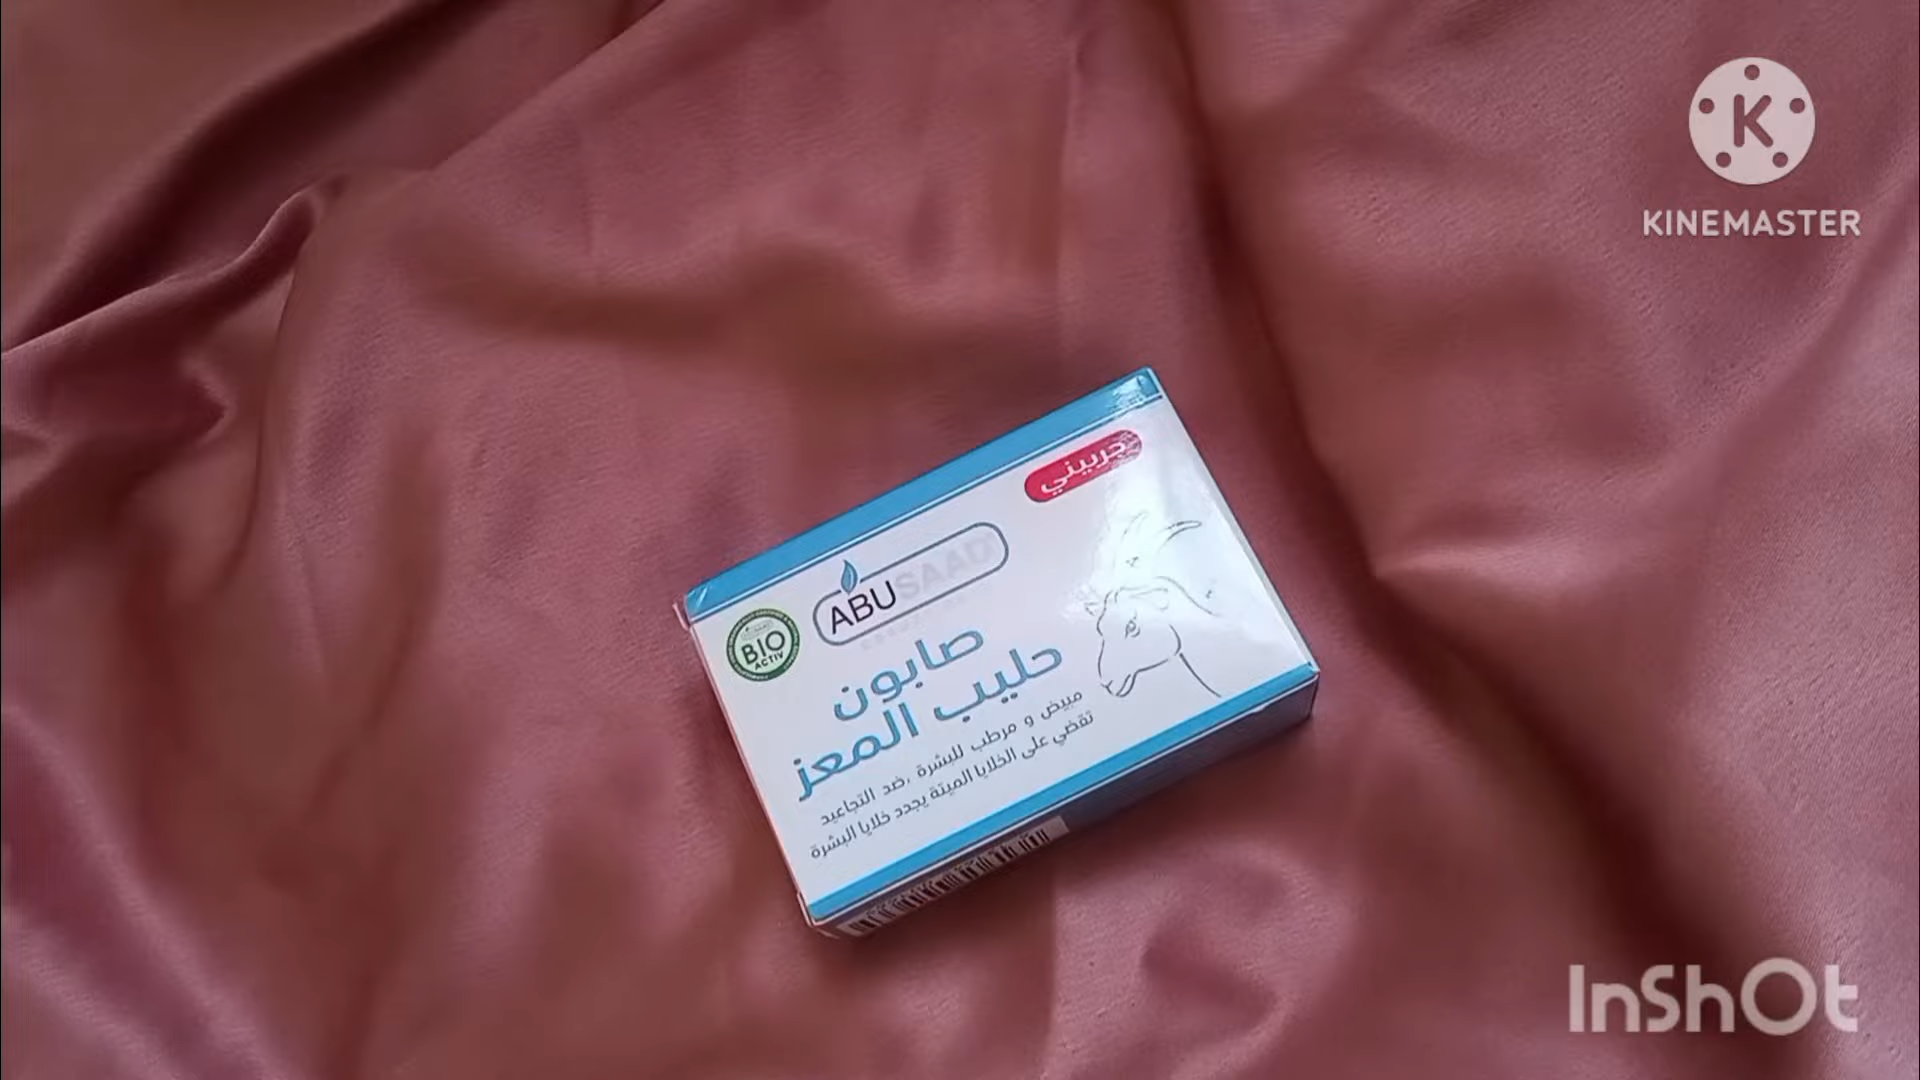 KINEMASTER
جربيني
ABUSAAD
BIO
ACTIV
صابون
حليب المعز
مبيض و مرطب للبشرة ،ضد التجاعيد
تقضي على الخلايا الميتة يجدد خلايا البشرة
InShOt